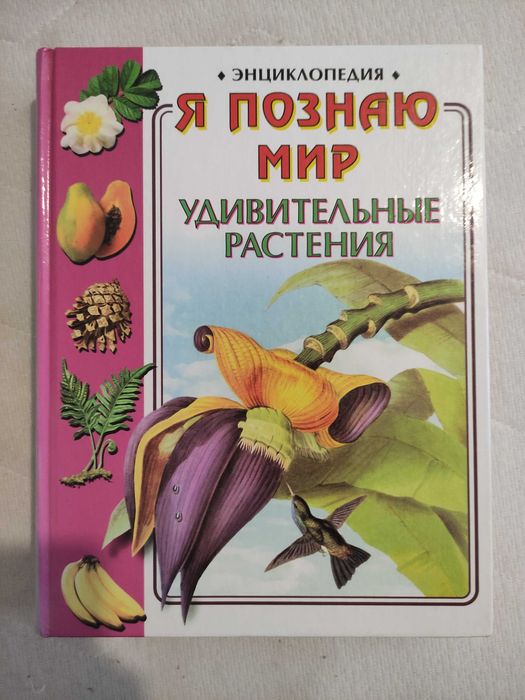 ♦ ЭНЦИКЛОПЕДИЯ ♦
Я ПОЗНАЮ
МИР
УДИВИТЕЛЬНЫЕ
РАСТЕНИЯ